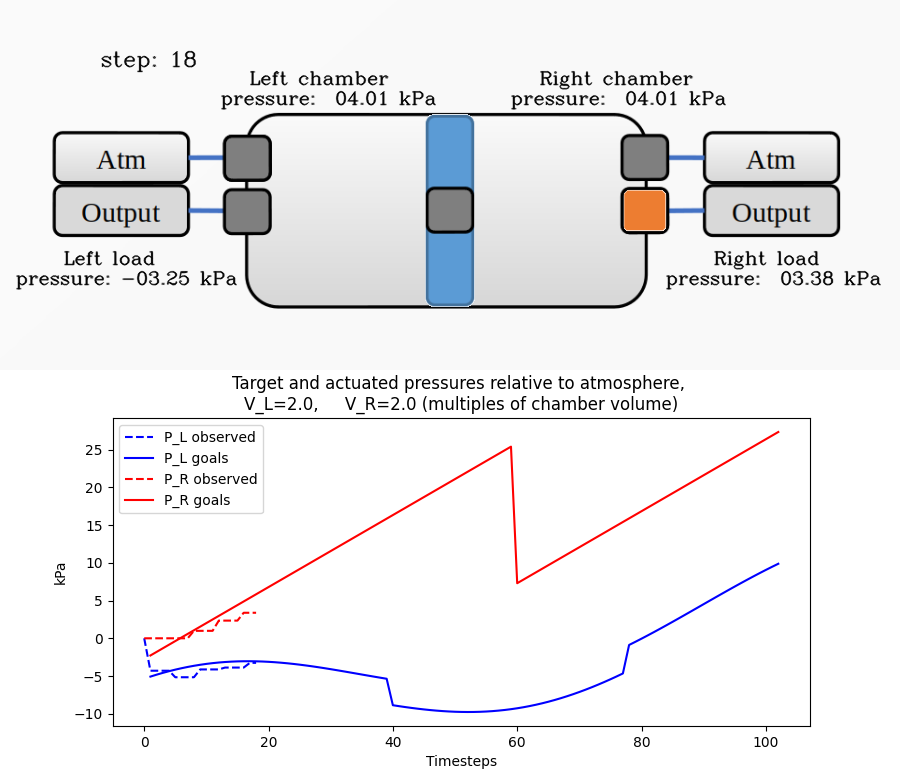 step: 18
Left chamber
pressure:  04.01 kPa
Right chamber
pressure:  04.01 kPa
Atm
Output
Atm
Output
Left load
pressure: -03.25 kPa
Right load
pressure:  03.38 kPa
Target and actuated pressures relative to atmosphere,
V_L=2.0,     V_R=2.0 (multiples of chamber volume)
P_L observed
P_L goals
P_R observed
P_R goals
kPa
25
20
15
10
5
0
−5
−10
0 20 40 60 80 100
Timesteps